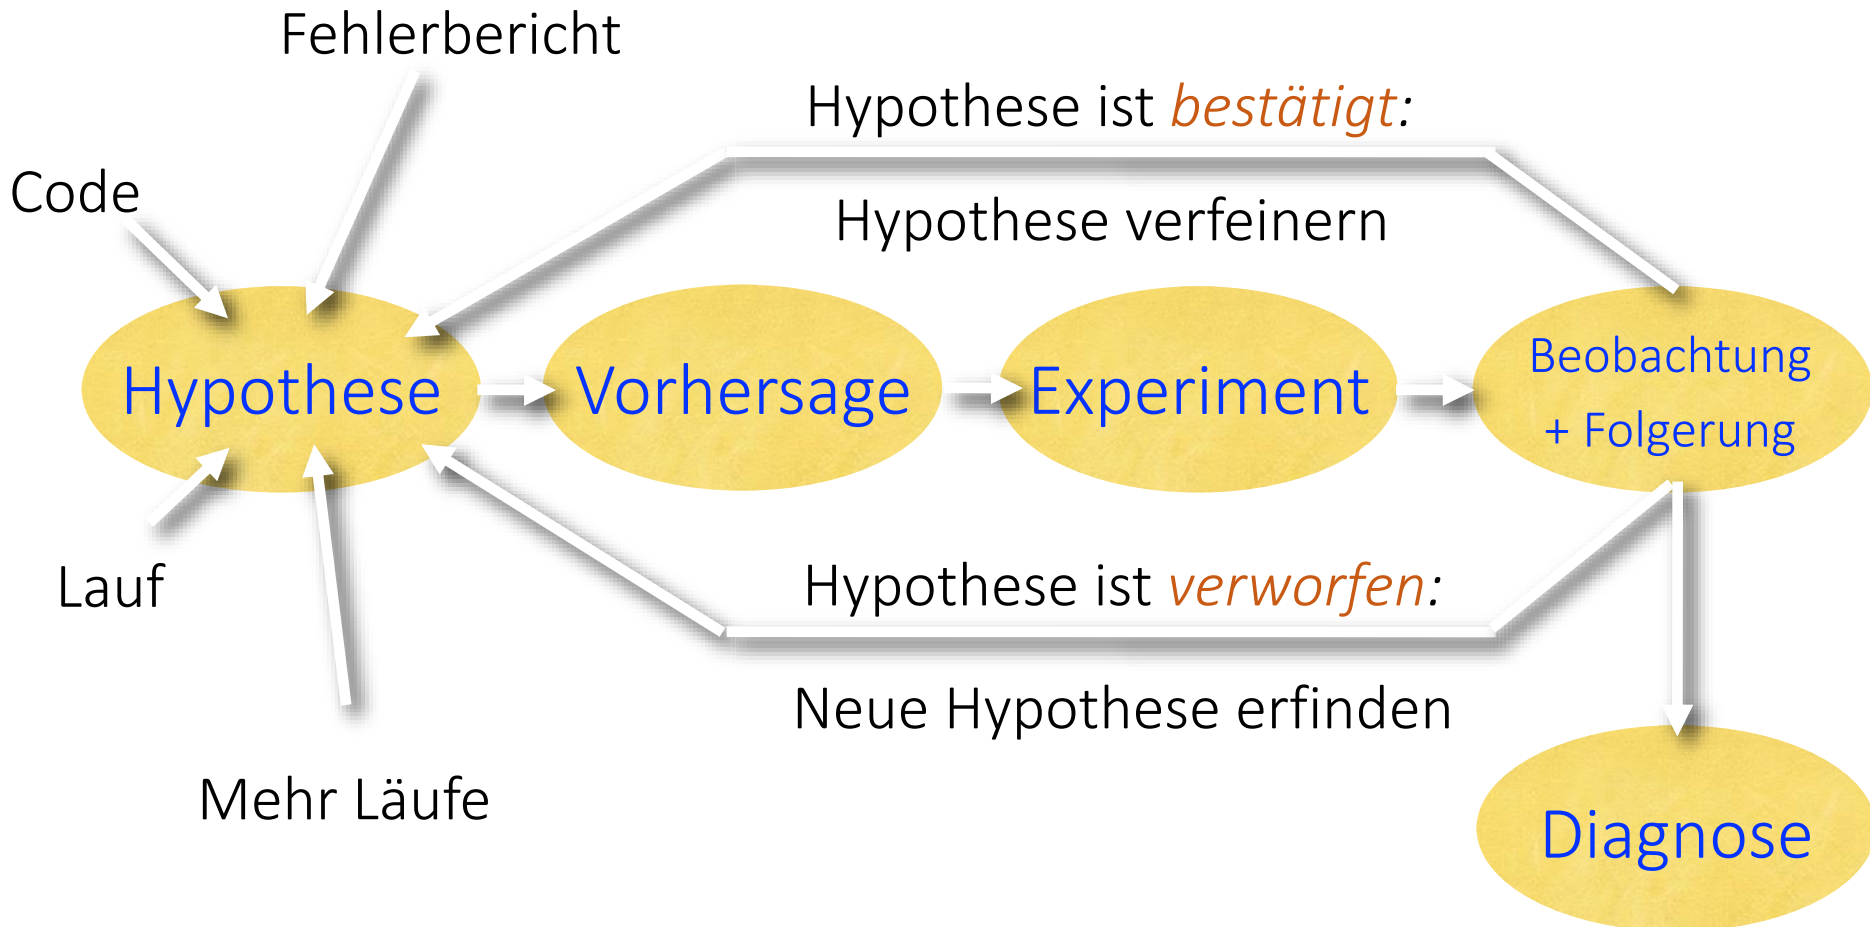 Fehlerbericht
Hypothese ist bestätigt:
Code
Hypothese verfeinern
Hypothese
Vorhersage
Experiment
Beobachtung
+ Folgerung
Lauf
Hypothese ist verworfen:
Neue Hypothese erfinden
Mehr Läufe
Diagnose